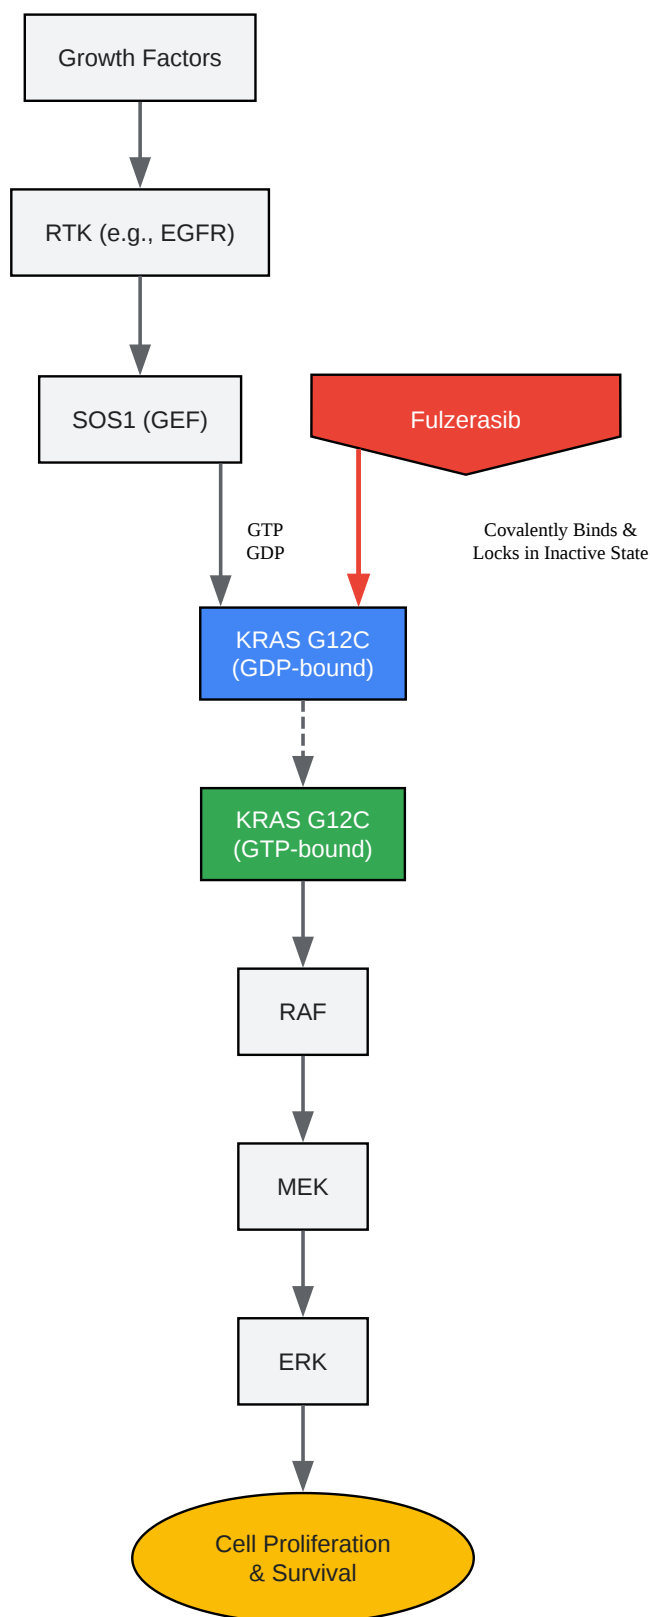 Growth Factors
RTK (e.g., EGFR)
SOS1 (GEF)
Fulzerasib
GTP
GDP
Covalently Binds &
Locks in Inactive State
KRAS G12C
(GDP-bound)
KRAS G12C
(GTP-bound)
RAF
MEK
ERK
Cell Proliferation
& Survival